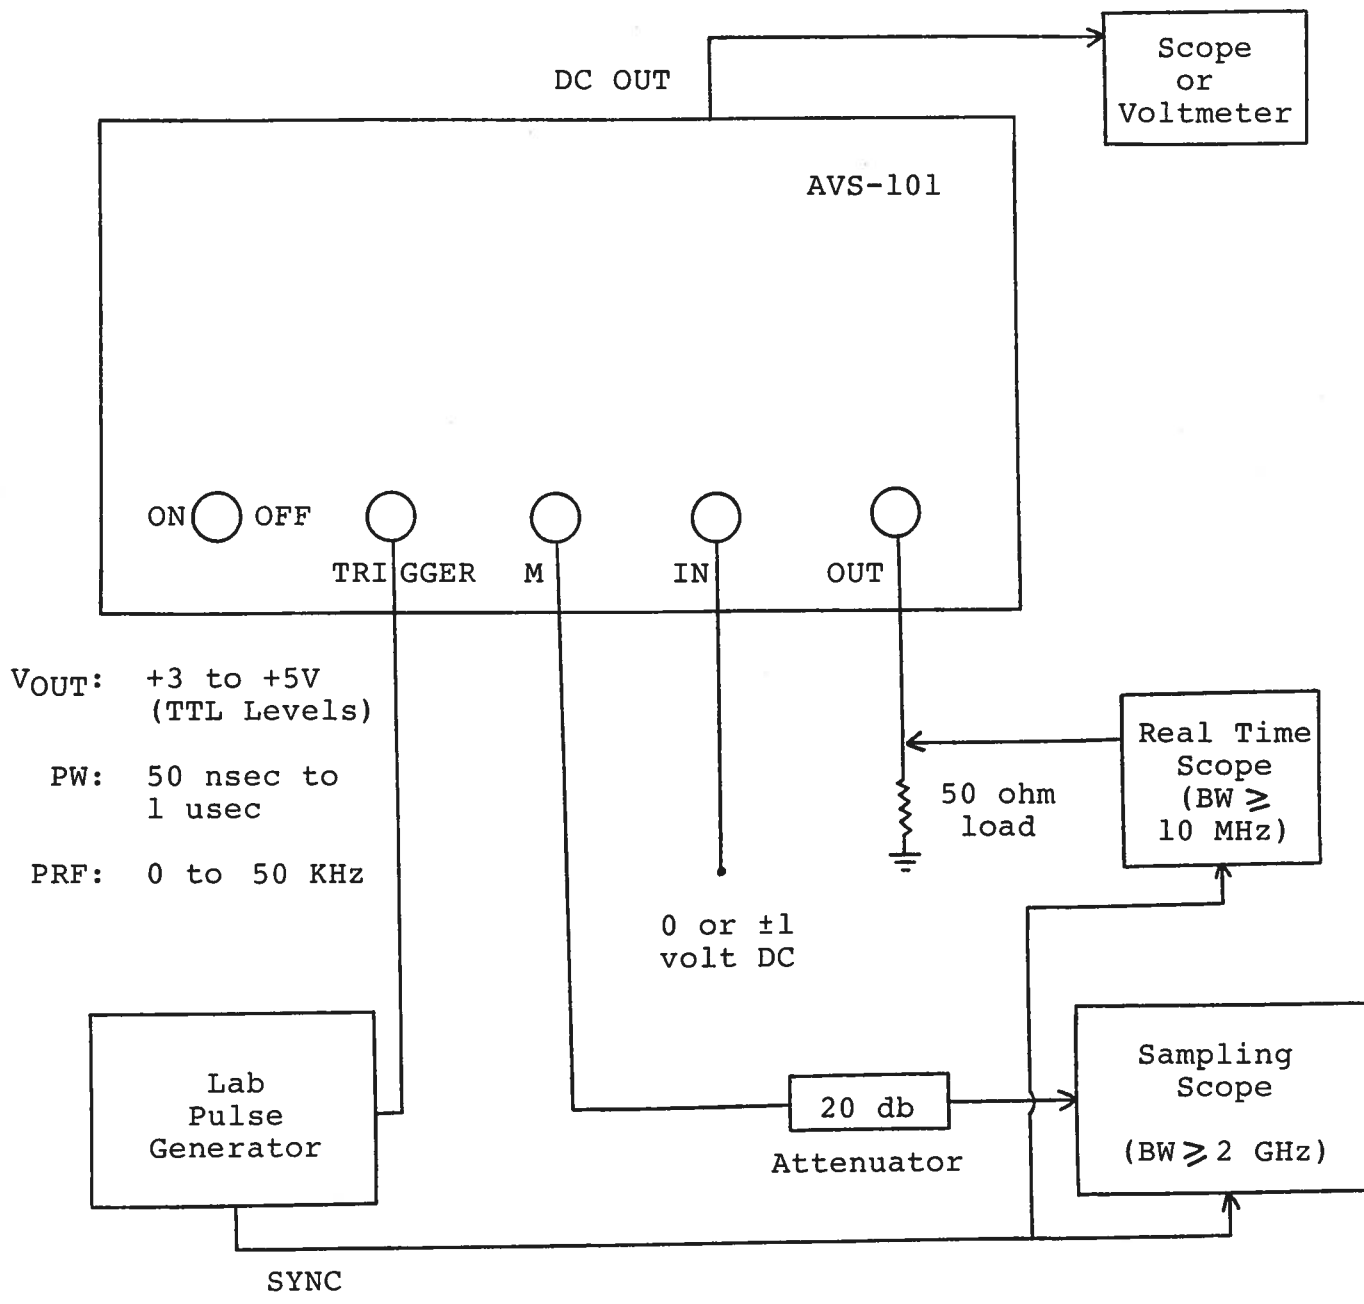 DC OUT
Scope
or
Voltmeter
AVS-101
ON
OFF
TRIGGER
M
IN
OUT
VOUT: +3 to +5V
(TTL Levels)
PW: 50 nsec to
1 usec
PRF: 0 to 50 KHz
Real Time
Scope
(BW ⩾
10 MHz)
50 ohm
load
0 or ±1
volt DC
Lab
Pulse
Generator
20 db
Attenuator
Sampling
Scope
(BW ⩾ 2 GHz)
SYNC